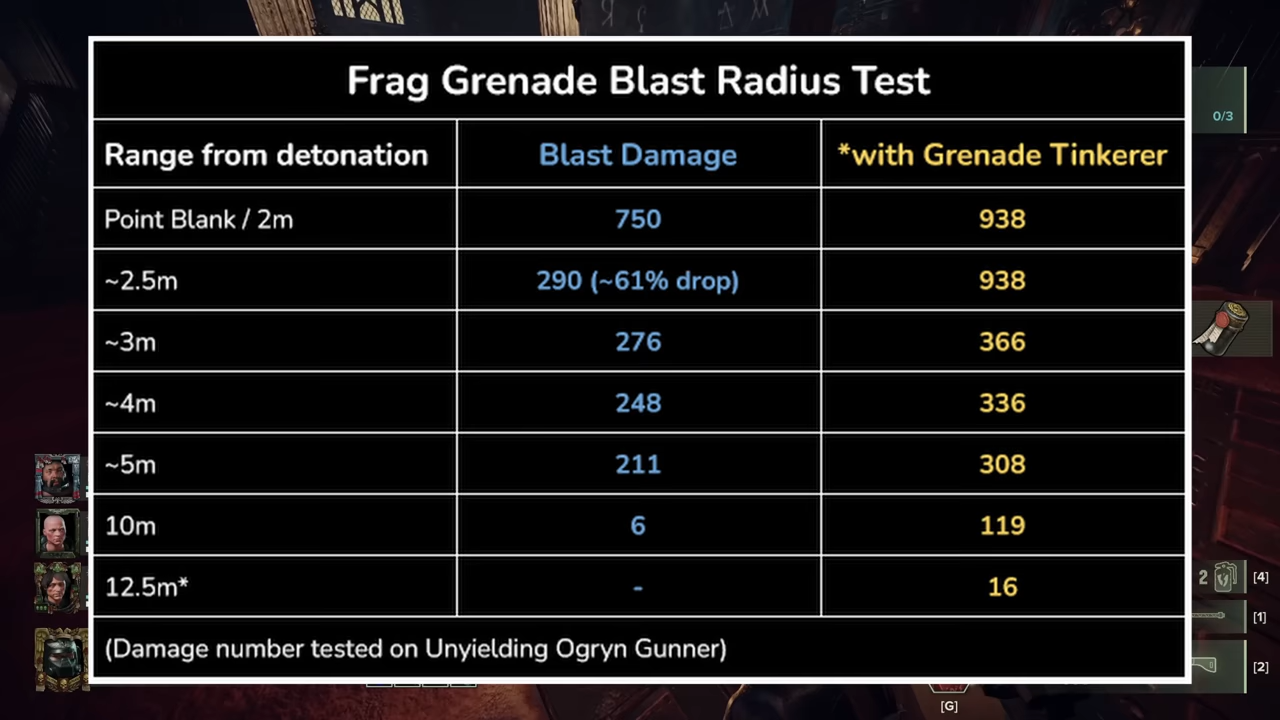 Frag Grenade Blast Radius Test
Range from detonation Blast Damage *with Grenade Tinkerer
Point Blank / 2m 750 938
~2.5m 290 (~61% drop) 938
~3m 276 366
~4m 248 336
~5m 211 308
10m 6 119
12.5m* - 16
(Damage number tested on Unyielding Ogryn Gunner)
0/3
2 [4]
[1]
[2]
[G]